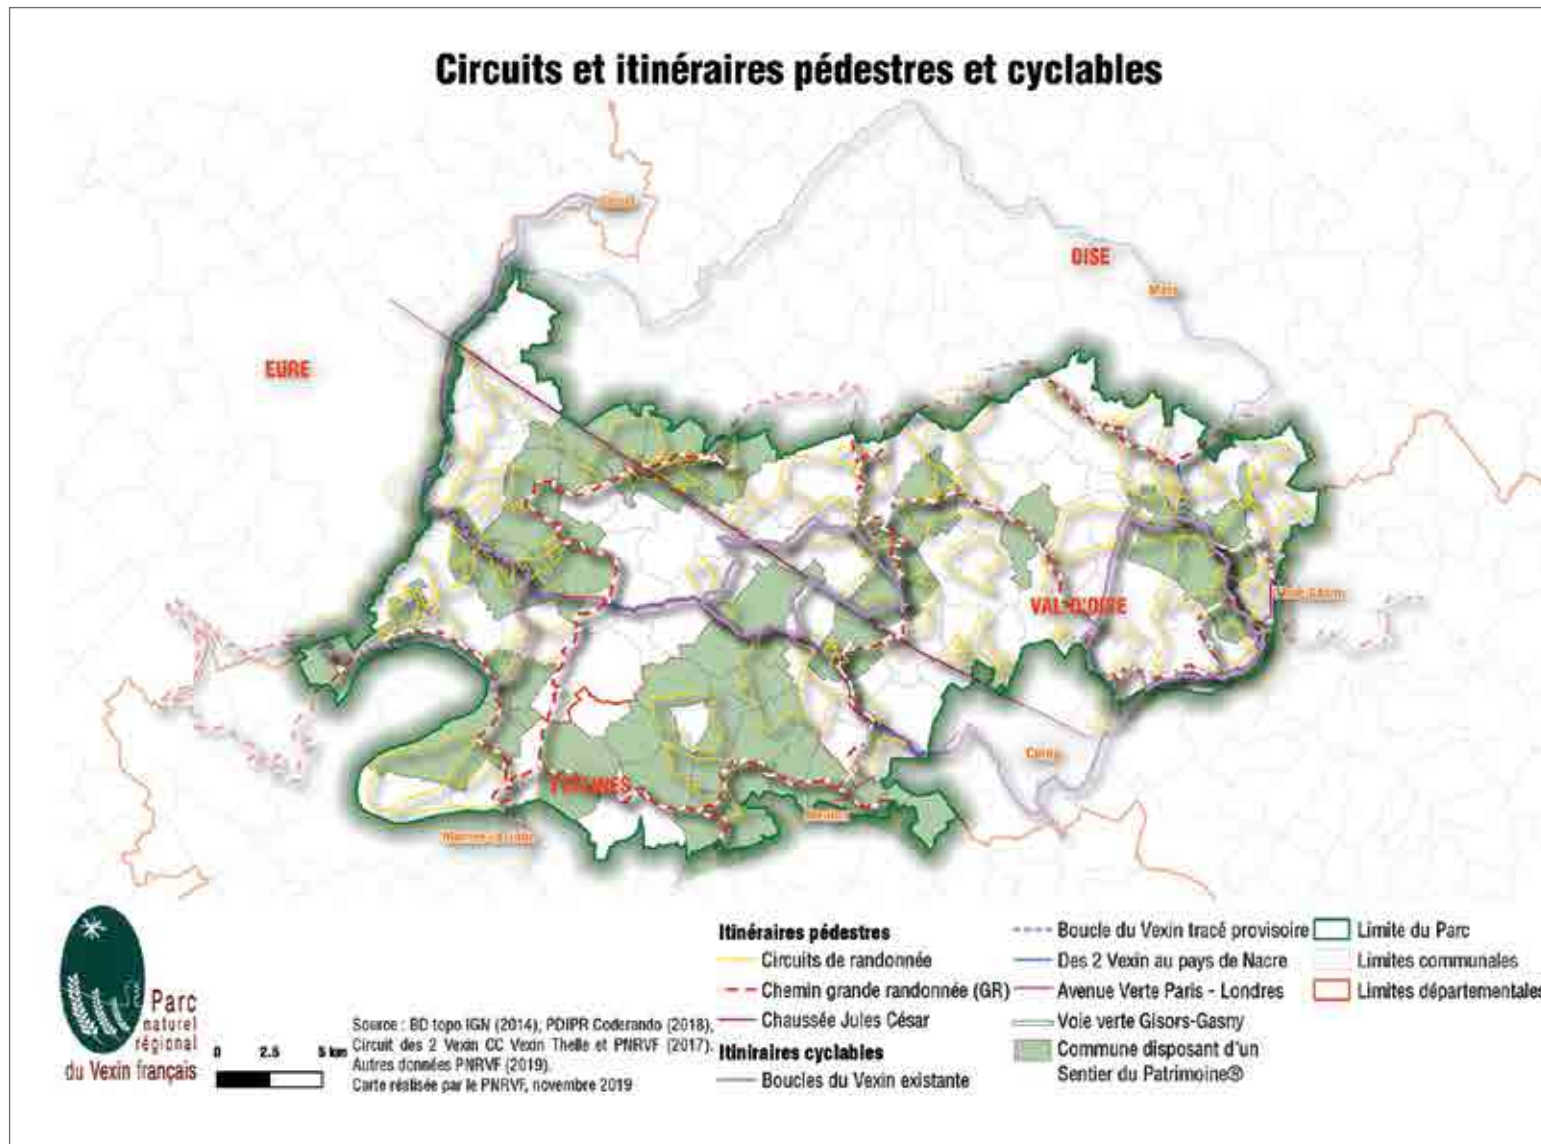 Circuits et itinéraires pédestres et cyclables
OISE
EURE
VAL D'OISE
YVELINES
Parc
naturel
régional
du Vexin français
0 2.5 5 km
Source : BD topo IGN (2014), PDIPR Coderando (2018),
Circuit des 2 Vexin CC Vexin Thelle et PNRVF (2017).
Autres données PNRVF (2019).
Carte réalisée par le PNRVF, novembre 2019
Itinéraires pédestres
Circuits de randonnée
Chemin grande randonnée (GR)
Chaussée Jules César
Itiniraires cyclables
Boucles du Vexin existante
Boucle du Vexin tracé provisoire
Des 2 Vexin au pays de Nacre
Avenue Verte Paris - Londres
Voie verte Gisors-Gasny
Commune disposant d'un
Sentier du Patrimoine®
Limite du Parc
Limites communales
Limites départementales